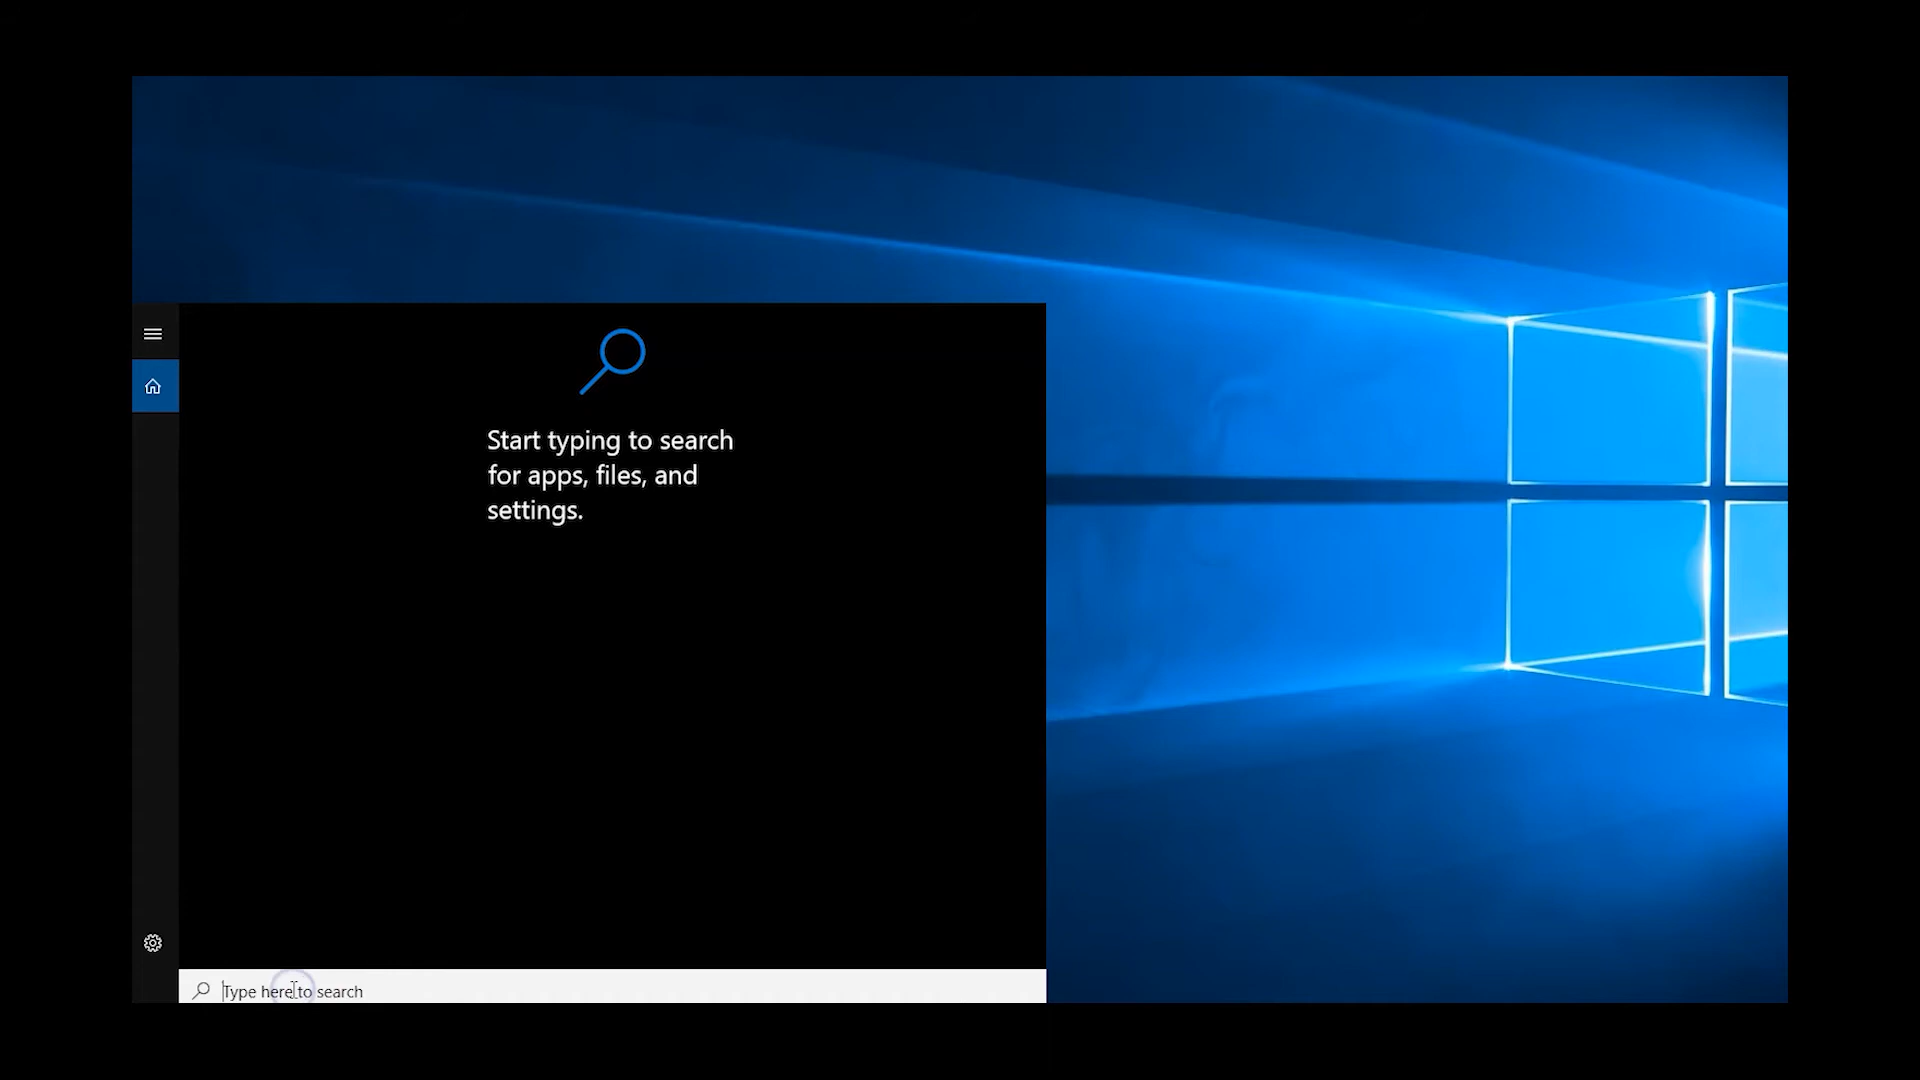 Start typing to search
for apps, files, and
settings.
Type here to search